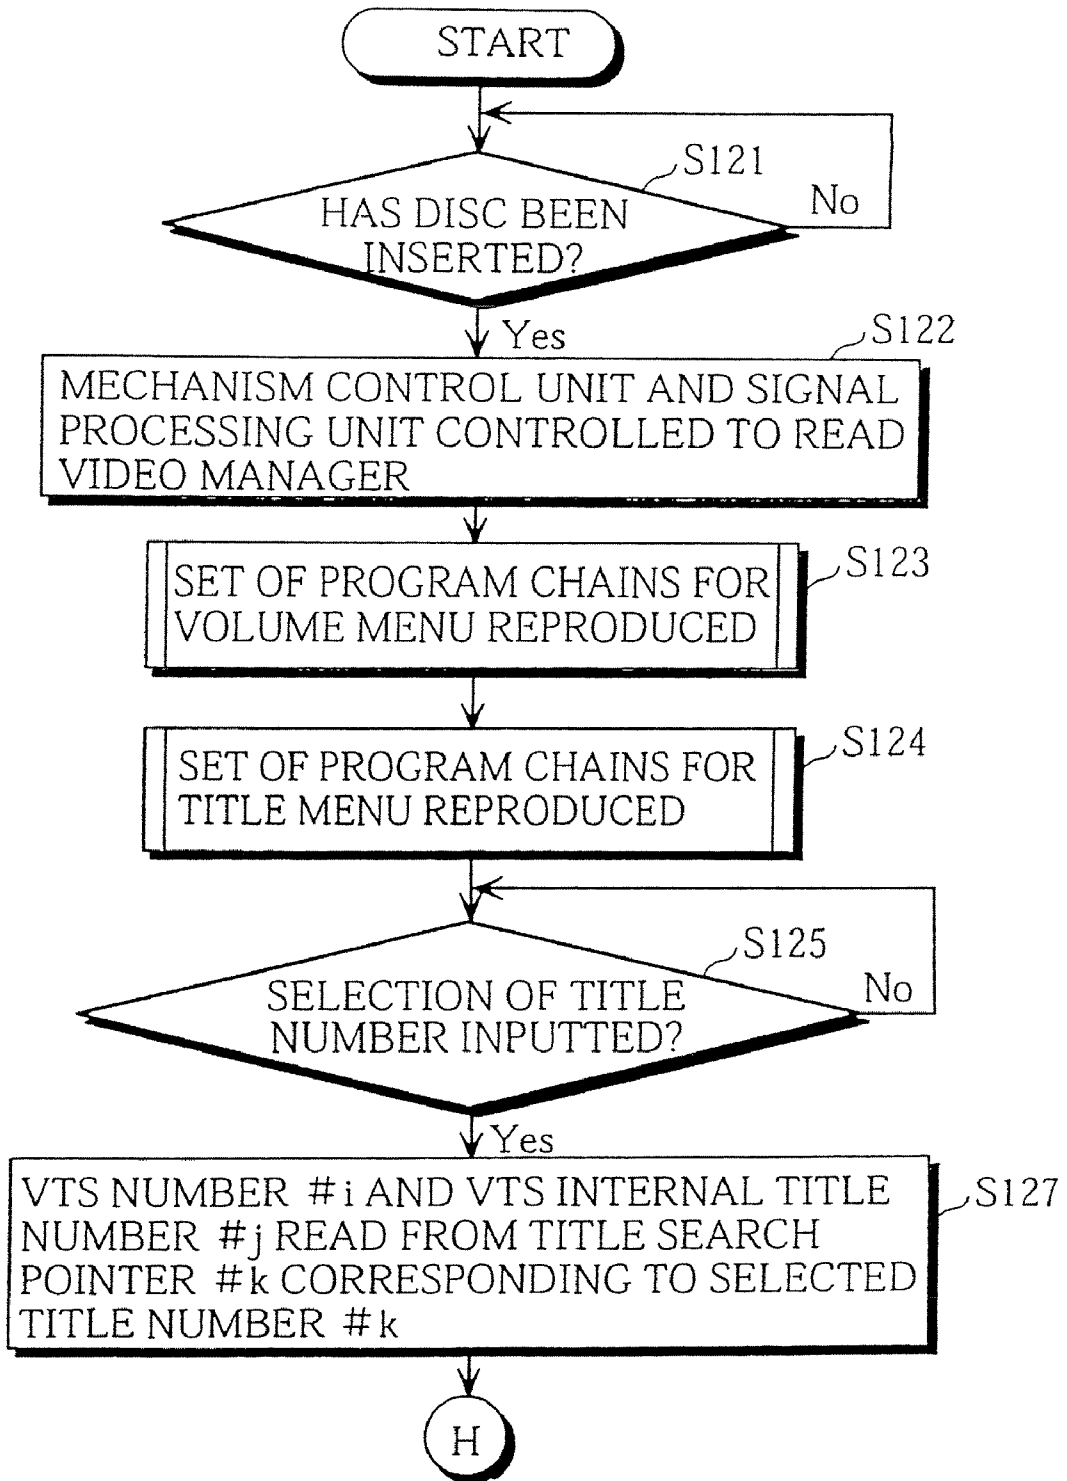 START
S121
No
HAS DISC BEEN
INSERTED?
Yes
S122
MECHANISM CONTROL UNIT AND SIGNAL
PROCESSING UNIT CONTROLLED TO READ
VIDEO MANAGER
S123
SET OF PROGRAM CHAINS FOR
VOLUME MENU REPRODUCED
S124
SET OF PROGRAM CHAINS FOR
TITLE MENU REPRODUCED
S125
No
SELECTION OF TITLE
NUMBER INPUTTED?
Yes
S127
VTS NUMBER #i AND VTS INTERNAL TITLE
NUMBER #j READ FROM TITLE SEARCH
POINTER #k CORRESPONDING TO SELECTED
TITLE NUMBER #k
H